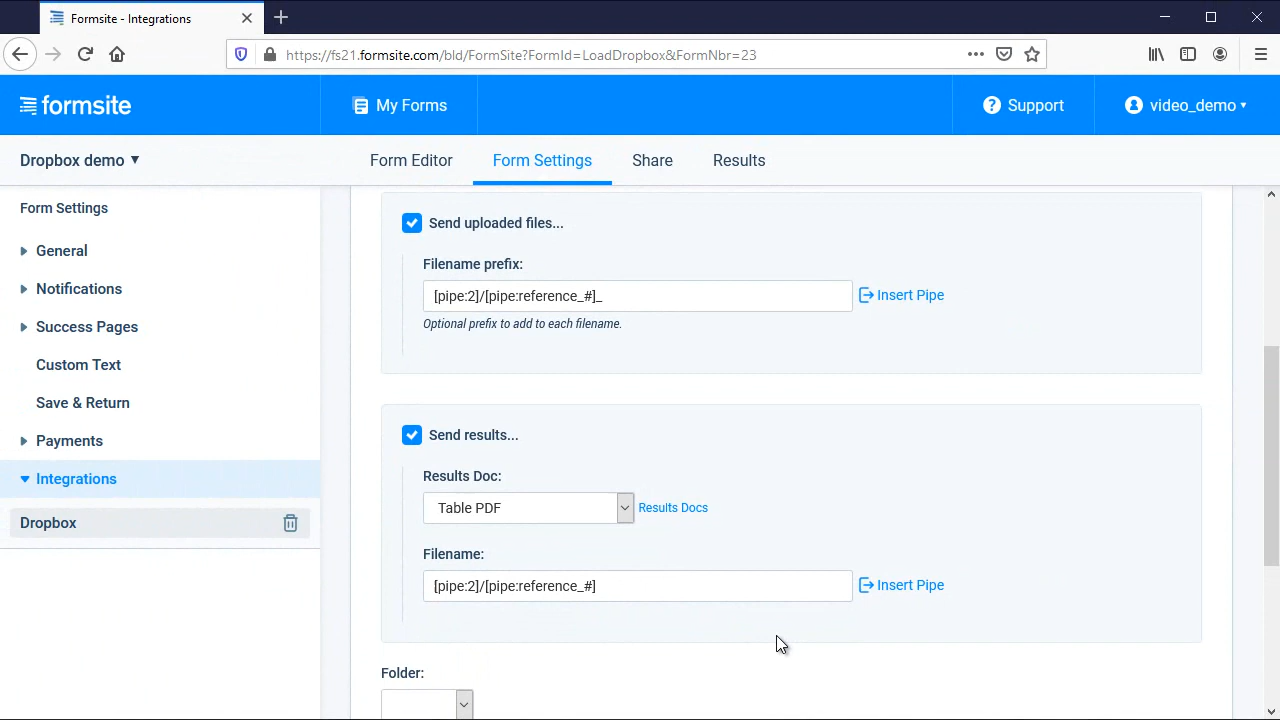 Formsite - Integrations
https://fs21.formsite.com/bld/FormSite?FormId=LoadDropbox&FormNbr=23
formsite
My Forms
Support
video_demo
Dropbox demo
Form Editor
Form Settings
Share
Results
Form Settings
General
Notifications
Success Pages
Custom Text
Save & Return
Payments
Integrations
Dropbox
Send uploaded files...
Filename prefix:
[pipe:2]/[pipe:reference_#]_
Insert Pipe
Optional prefix to add to each filename.
Send results...
Results Doc:
Table PDF
Results Docs
Filename:
[pipe:2]/[pipe:reference_#]
Insert Pipe
Folder: